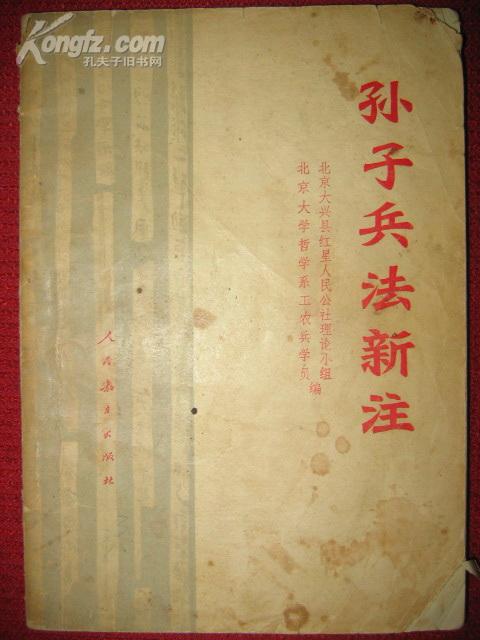 Kongfz.com
孔夫子旧书网
孙子兵法新注
北京大兴县红星人民公社理论小组
北京大学哲学系工农兵学员
编
人民教育出版社